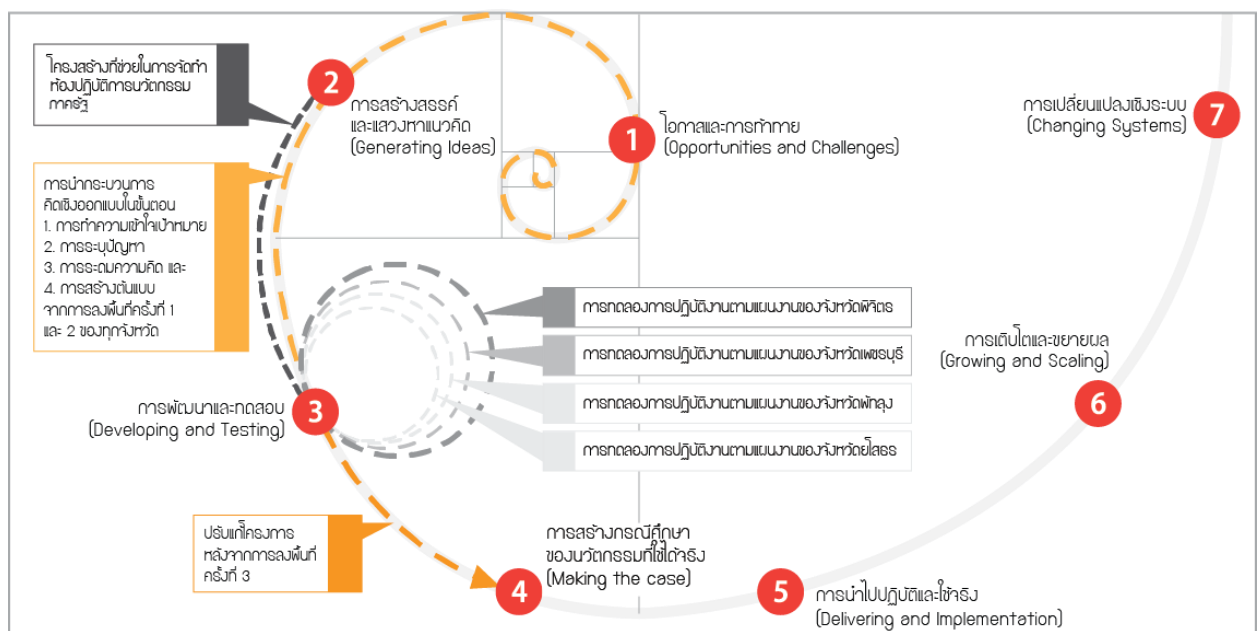 โครงสร้างที่ช่วยในการจัดทำ
ห้องปฏิบัติการนวัตกรรม
ภาครัฐ
2
การสร้างสรรค์
และแสวงหาแนวคิด
(Generating Ideas)
1
โอกาสและการท้าทาย
(Opportunities and Challenges)
การเปลี่ยนแปลงเชิงระบบ
(Changing Systems)
7
การนำกระบวนการ
คิดเชิงออกแบบในขั้นตอน
1. การทำความเข้าใจเป้าหมาย
2. การระบุปัญหา
3. การระดมความคิด และ
4. การสร้างต้นแบบ
จากการลงพื้นที่ครั้งที่ 1
และ 2 ของทุกจังหวัด
การทดลองการปฏิบัติงานตามแผนงานของจังหวัดพิจิตร
การทดลองการปฏิบัติงานตามแผนงานของจังหวัดเพชรบุรี
การทดลองการปฏิบัติงานตามแผนงานของจังหวัดพัทลุง
การทดลองการปฏิบัติงานตามแผนงานของจังหวัดยโสธร
การเติบโตและขยายผล
(Growing and Scaling)
6
การพัฒนาและทดสอบ
(Developing and Testing)
3
ปรับแก้โครงการ
หลังจากการลงพื้นที่
ครั้งที่ 3
การสร้างกรณีศึกษา
ของนวัตกรรมที่ใช้ได้จริง
(Making the case)
4
5
การนำไปปฏิบัติและใช้จริง
(Delivering and Implementation)